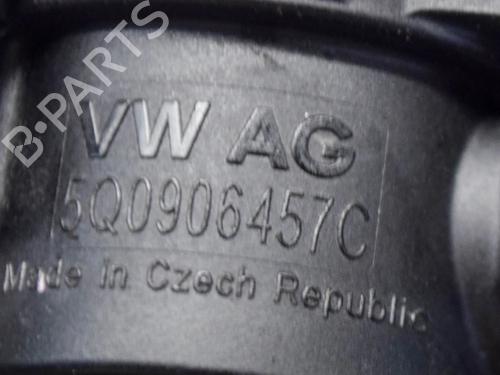 B·PARTS
VW AG
5Q0906457C
Made in Czech Republic